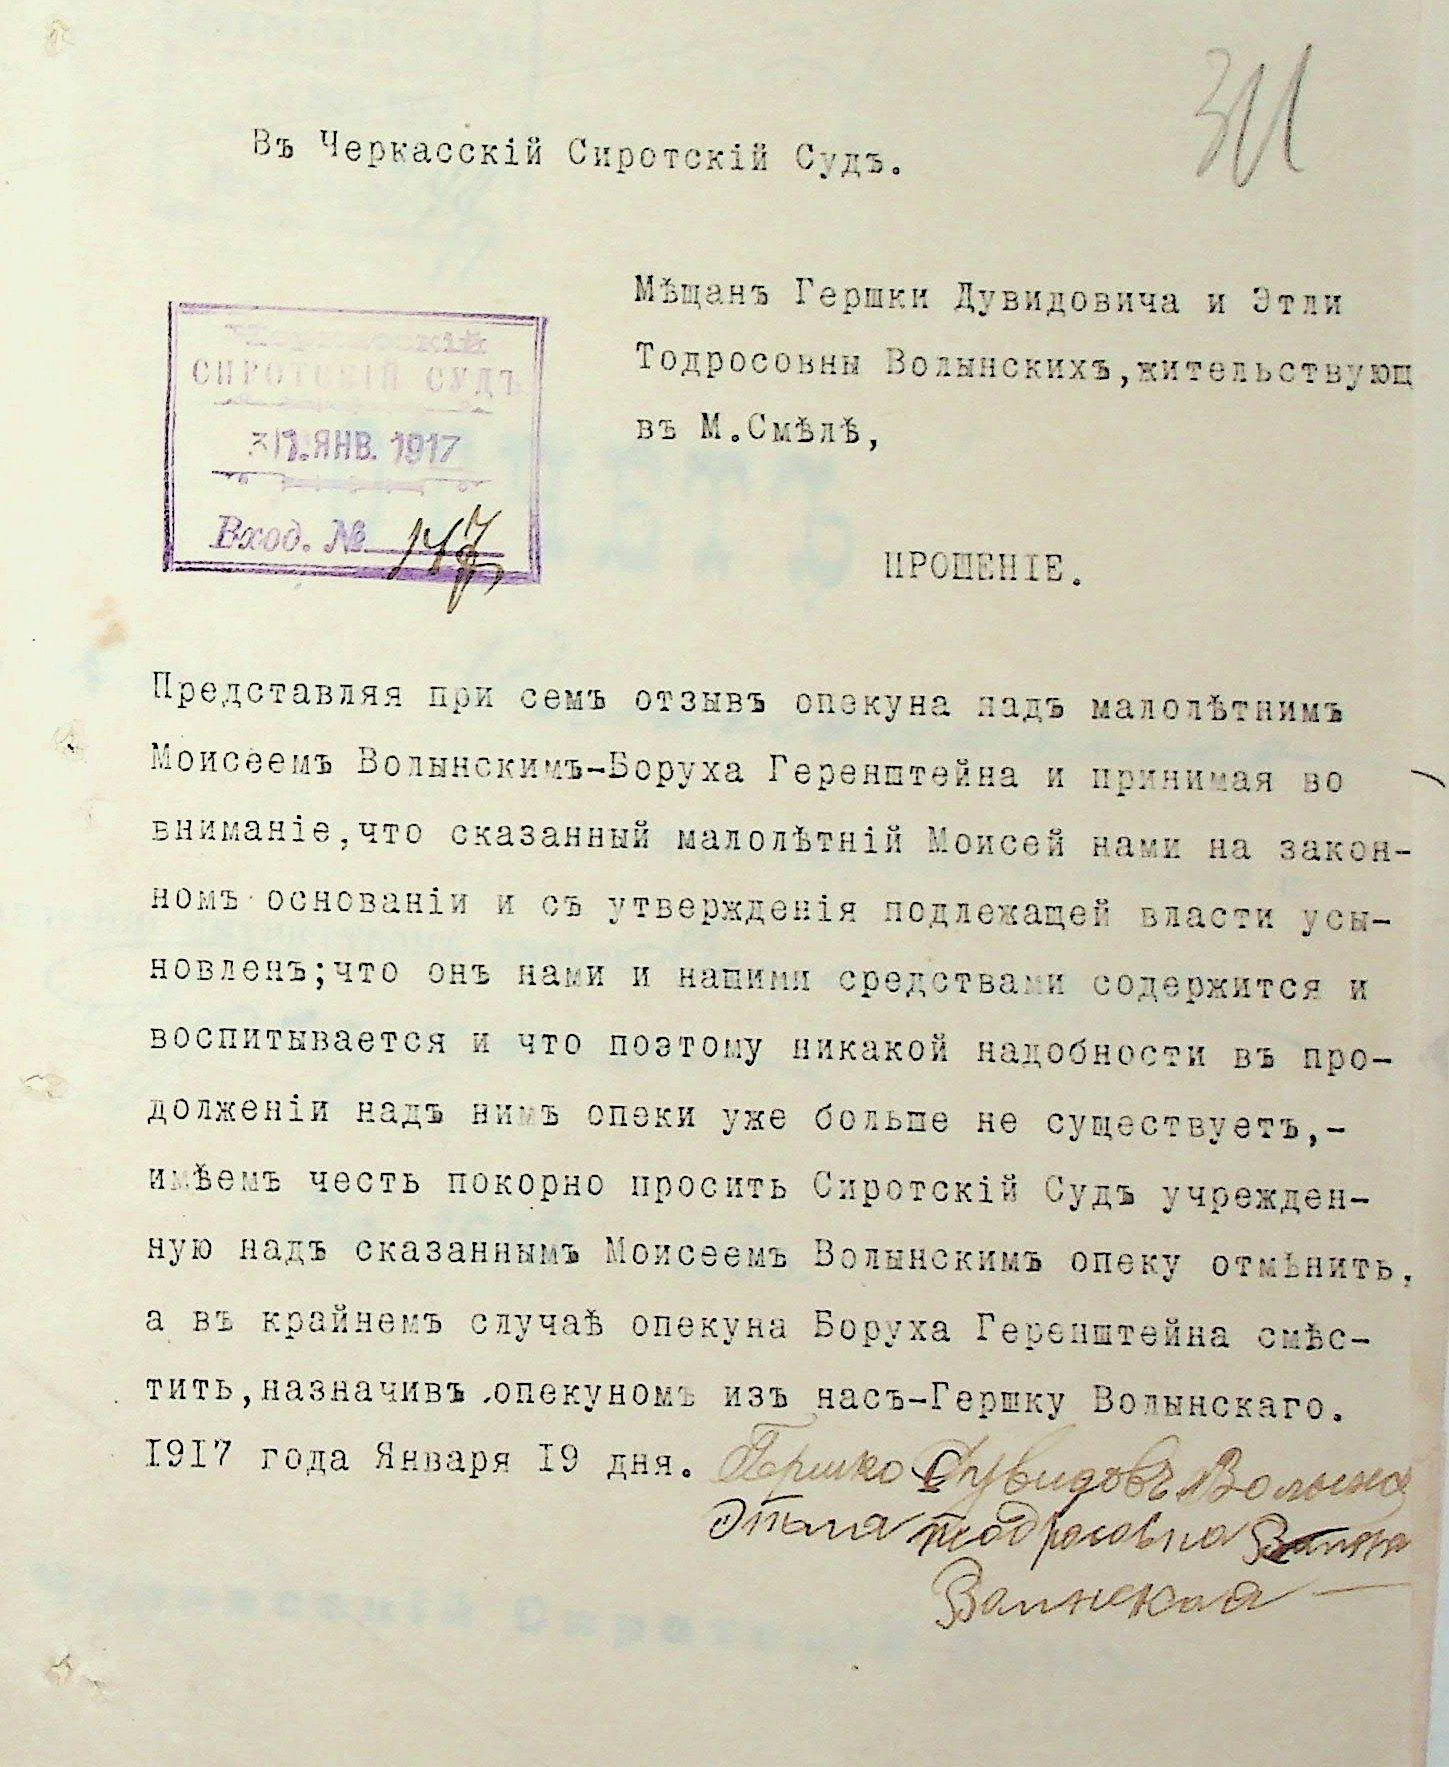 Въ Черкасскій Сиротскій Судъ.
Мѣщанъ Гершки Дувидовича и Этли
Тодросовны Волынскихъ, жительствующ
въ М.Смѣлѣ,
СИРОТСКІЙ СУДЪ
ЯНВ. 1917
Вход. №
ПРОШЕНІЕ.
Представляя при семъ отзывъ опекуна надъ малолѣтнимъ
Моисеемъ Волынскимъ-Боруха Геренштейна и принимая во
вниманіе, что сказанный малолѣтній Моисей нами на закон-
номъ основаніи и съ утвержденія подлежащей власти усы-
новленъ; что онъ нами и нашими средствами содержится и
воспитывается и что поэтому никакой надобности въ про-
долженіи надъ нимъ опеки уже больше не существуетъ,-
имѣемъ честь покорно просить Сиротскій Судъ учрежден-
ную надъ сказаннымъ Моисеемъ Волынскимъ опеку отмѣнить,
а въ крайнемъ случаѣ опекуна Боруха Геренштейна смѣс-
тить, назначивъ опекуномъ изъ насъ-Гершку Волынскаго.
1917 года Января 19 дня. Гершко Дувидовъ
Этля тодросовна